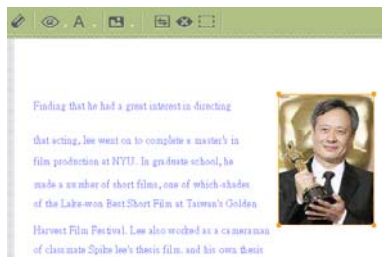 Finding that he had a great interest in directing
that acting, lee went on to complete a master's in
film production at NYU. In graduate school, he
made a number of short films, one of which-shades
of the Lake-won Best Short Film at Taiwan's Golden
Harvest Film Festival. Lee also worked as a cameraman
of classmate Spike lee's thesis film. and his own thesis